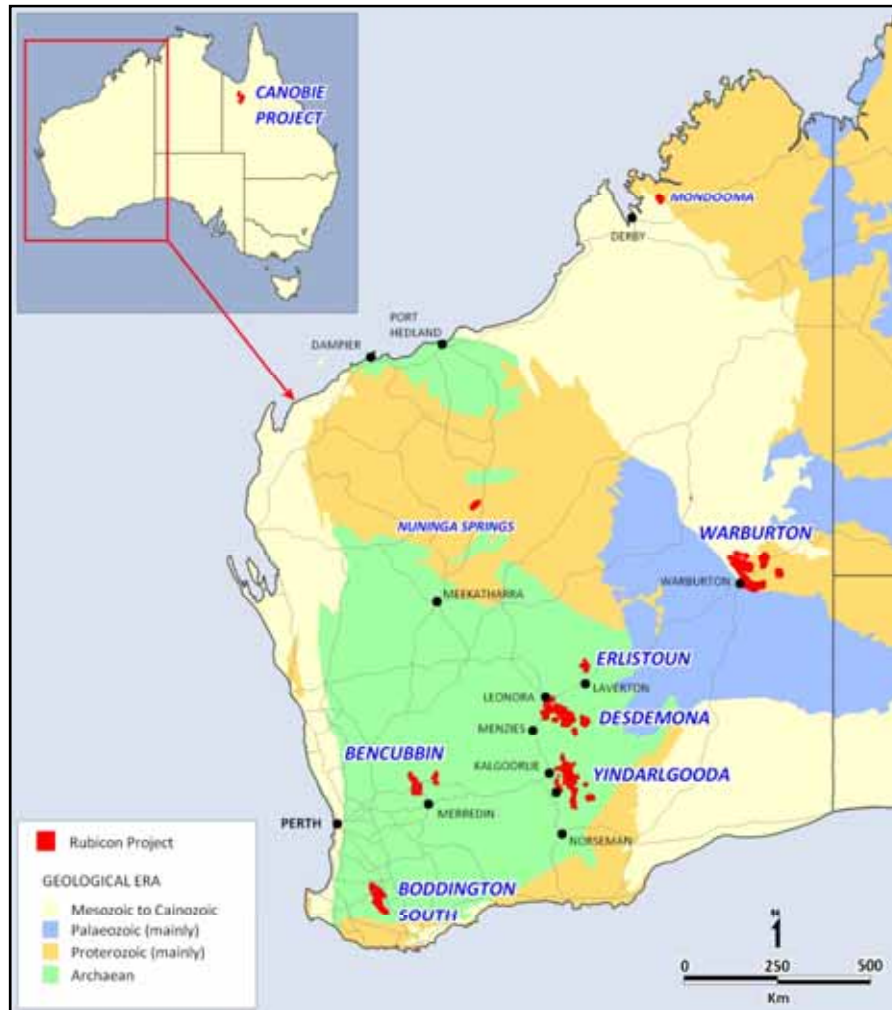 CANOBIE
PROJECT
MONDOOMA
DERBY
PORT
HEDLAND
DAMPIER
NUNINGA SPRINGS
WARBURTON
WARBURTON
MEEKATHARRA
ERLISTOUN
LAVERTON
LEONORA
DESDEMONA
MENZIES
BENCUBBIN
KALGOORLIE
YINDARLGOODA
MERREDIN
PERTH
NORSEMAN
BODDINGTON
SOUTH
Rubicon Project
GEOLOGICAL ERA
Mesozoic to Cainozoic
Palaeozoic (mainly)
Proterozoic (mainly)
Archaean
N
0 250 500
Km